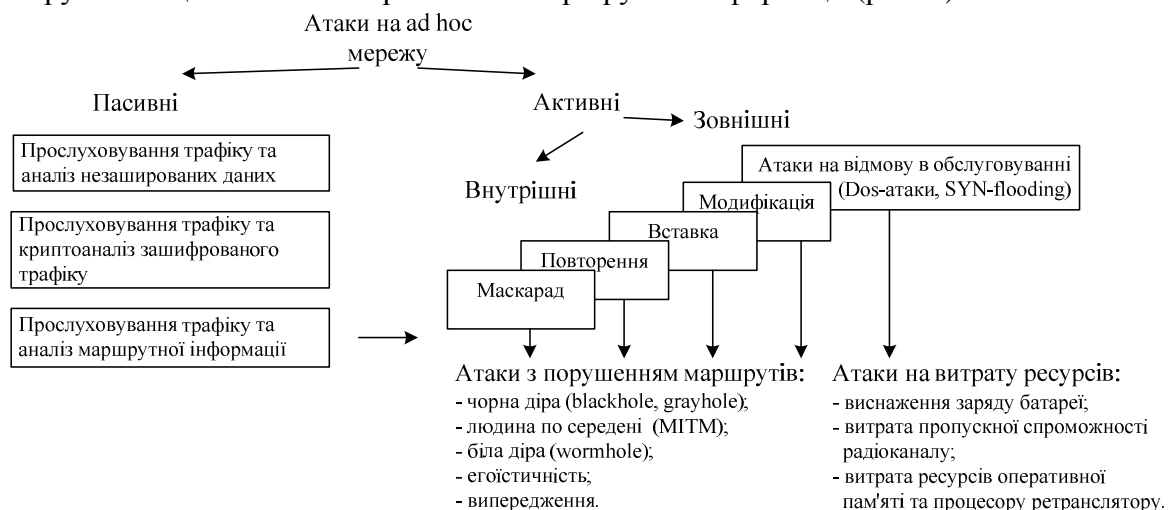 Атаки на ad hoc
мережу
Пасивні
Активні
Зовнішні
Внутрішні
Прослуховування трафіку та
аналіз незашированих даних
Прослуховування трафіку та
криптоаналіз зашифрованого
трафіку
Прослуховування трафіку та
аналіз маршрутної інформації
Атаки на відмову в обслуговуванні
(Dos-атаки, SYN-flooding)
Модифікація
Вставка
Повторення
Маскарад
Атаки з порушенням маршрутів:
- чорна діра (blackhole, grayhole);
- людина по середені (MITM);
- біла діра (wormhole);
- егоїстичність;
- випередження.
Атаки на витрату ресурсів:
- виснаження заряду батареї;
- витрата пропускної спроможності
радіоканалу;
- витрата ресурсів оперативної
пам'яті та процесору ретранслятору.